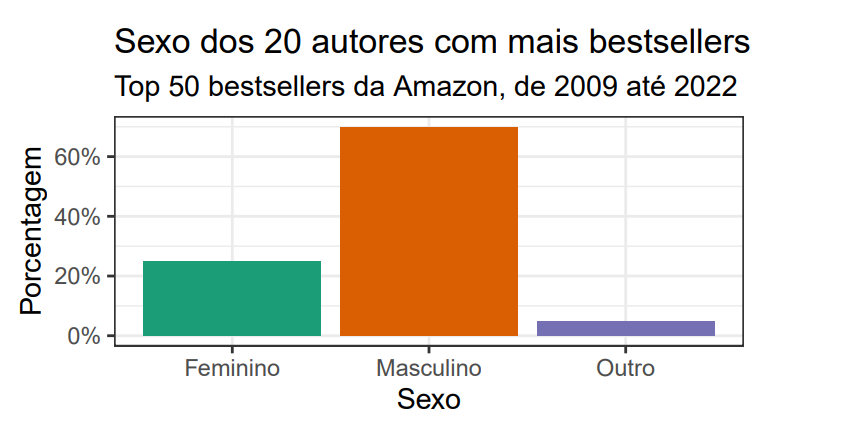 Sexo dos 20 autores com mais bestsellers
Top 50 bestsellers da Amazon, de 2009 até 2022
Porcentagem
60%
40%
20%
0%
Feminino Masculino Outro
Sexo